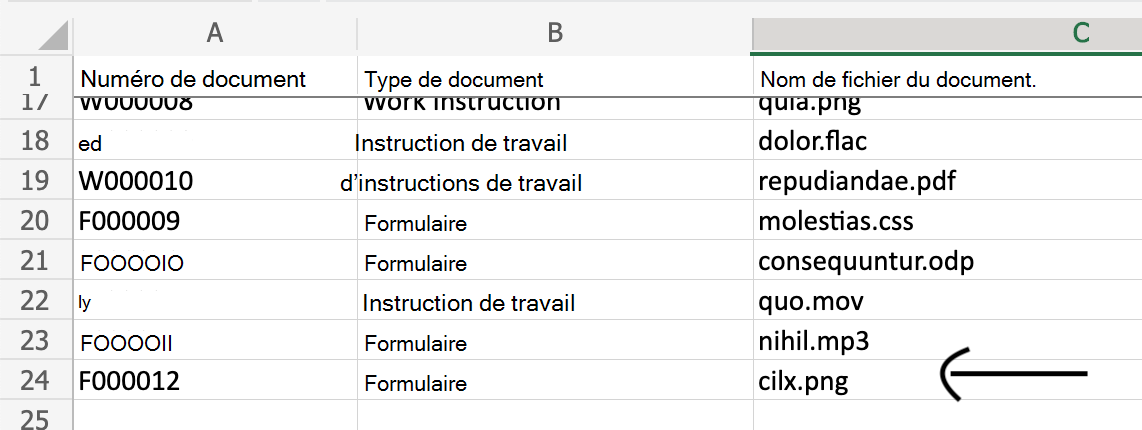 A B C
1 Numéro de document Type de document Nom de fichier du document.
17 W000008 Work Instruction quia.png
18 ed Instruction de travail dolor.flac
19 W000010 d'instructions de travail repudiandae.pdf
20 F000009 Formulaire molestias.css
21 FOOOOIO Formulaire consequuntur.odp
22 ly Instruction de travail quo.mov
23 FOOOOII Formulaire nihil.mp3
24 F000012 Formulaire cilx.png
25